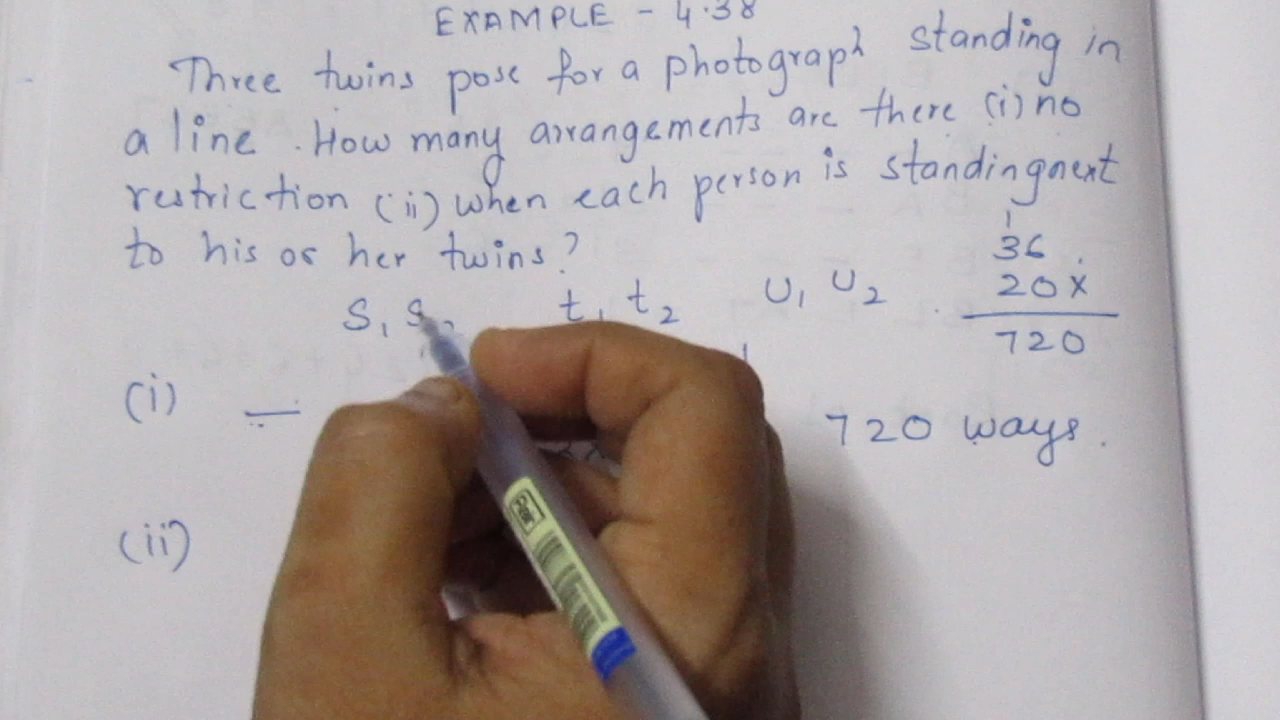 EXAMPLE - 4.38
Three twins pose for a photograph standing in
a line. How many arrangements are there (i) no
restriction (ii) when each person is standing next
to his or her twins?
1
36
20x
720
S₁ S₂ t₁ t₂ U₁ U₂
(i) 720 ways.
(ii)